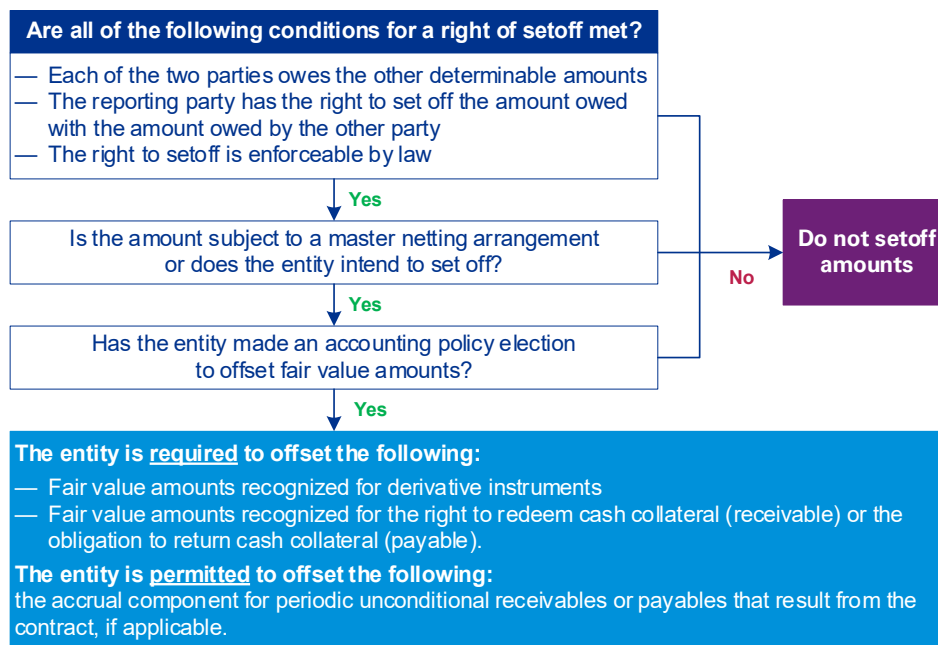 Are all of the following conditions for a right of setoff met?
— Each of the two parties owes the other determinable amounts
— The reporting party has the right to set off the amount owed
with the amount owed by the other party
— The right to setoff is enforceable by law
Yes
Is the amount subject to a master netting arrangement
or does the entity intend to set off?
Do not setoff
amounts
No
Yes
Has the entity made an accounting policy election
to offset fair value amounts?
Yes
The entity is required to offset the following:
— Fair value amounts recognized for derivative instruments
— Fair value amounts recognized for the right to redeem cash collateral (receivable) or the
obligation to return cash collateral (payable).
The entity is permitted to offset the following:
the accrual component for periodic unconditional receivables or payables that result from the
contract, if applicable.